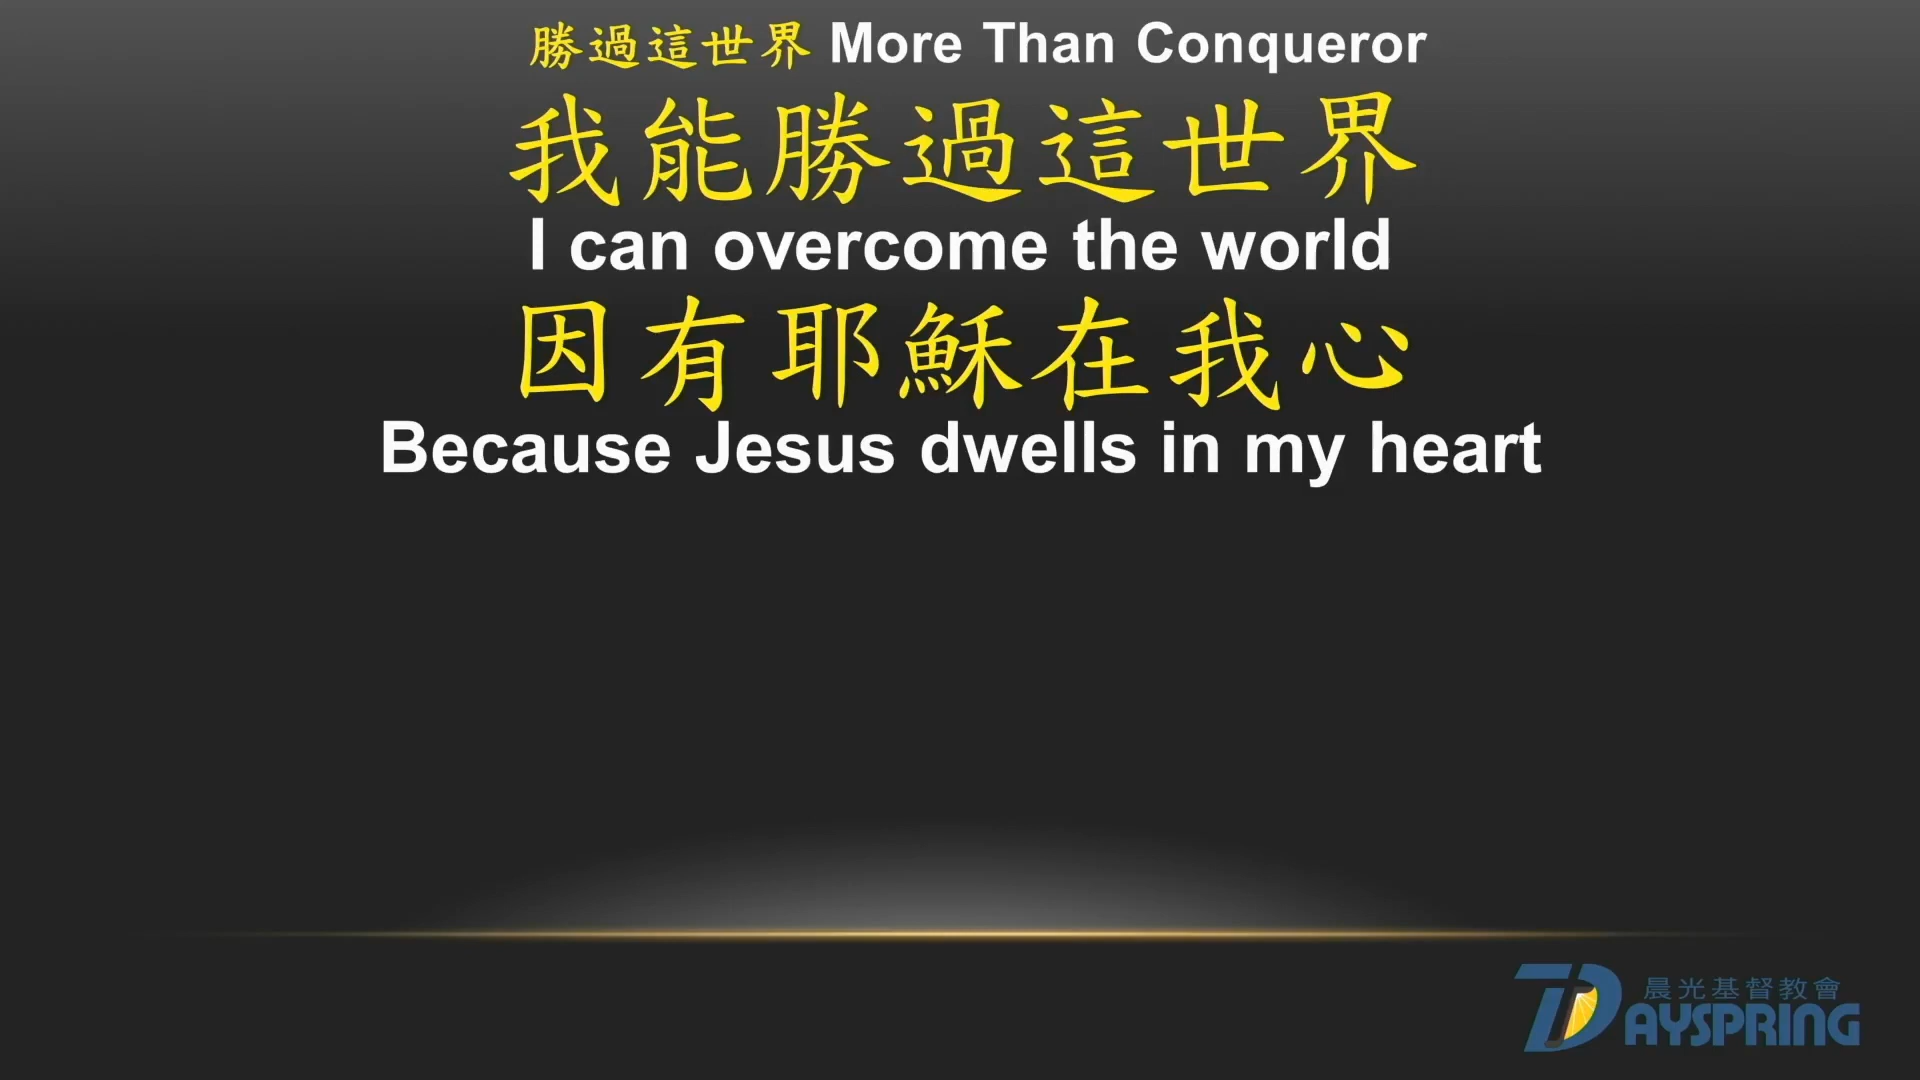 勝過這世界 More Than Conqueror
我能勝過這世界
I can overcome the world
因有耶穌在我心
Because Jesus dwells in my heart
晨光基督教會
DAYSPRING